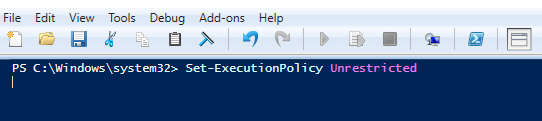 File Edit View Tools Debug Add-ons Help
PS C:\Windows\system32> Set-ExecutionPolicy Unrestricted